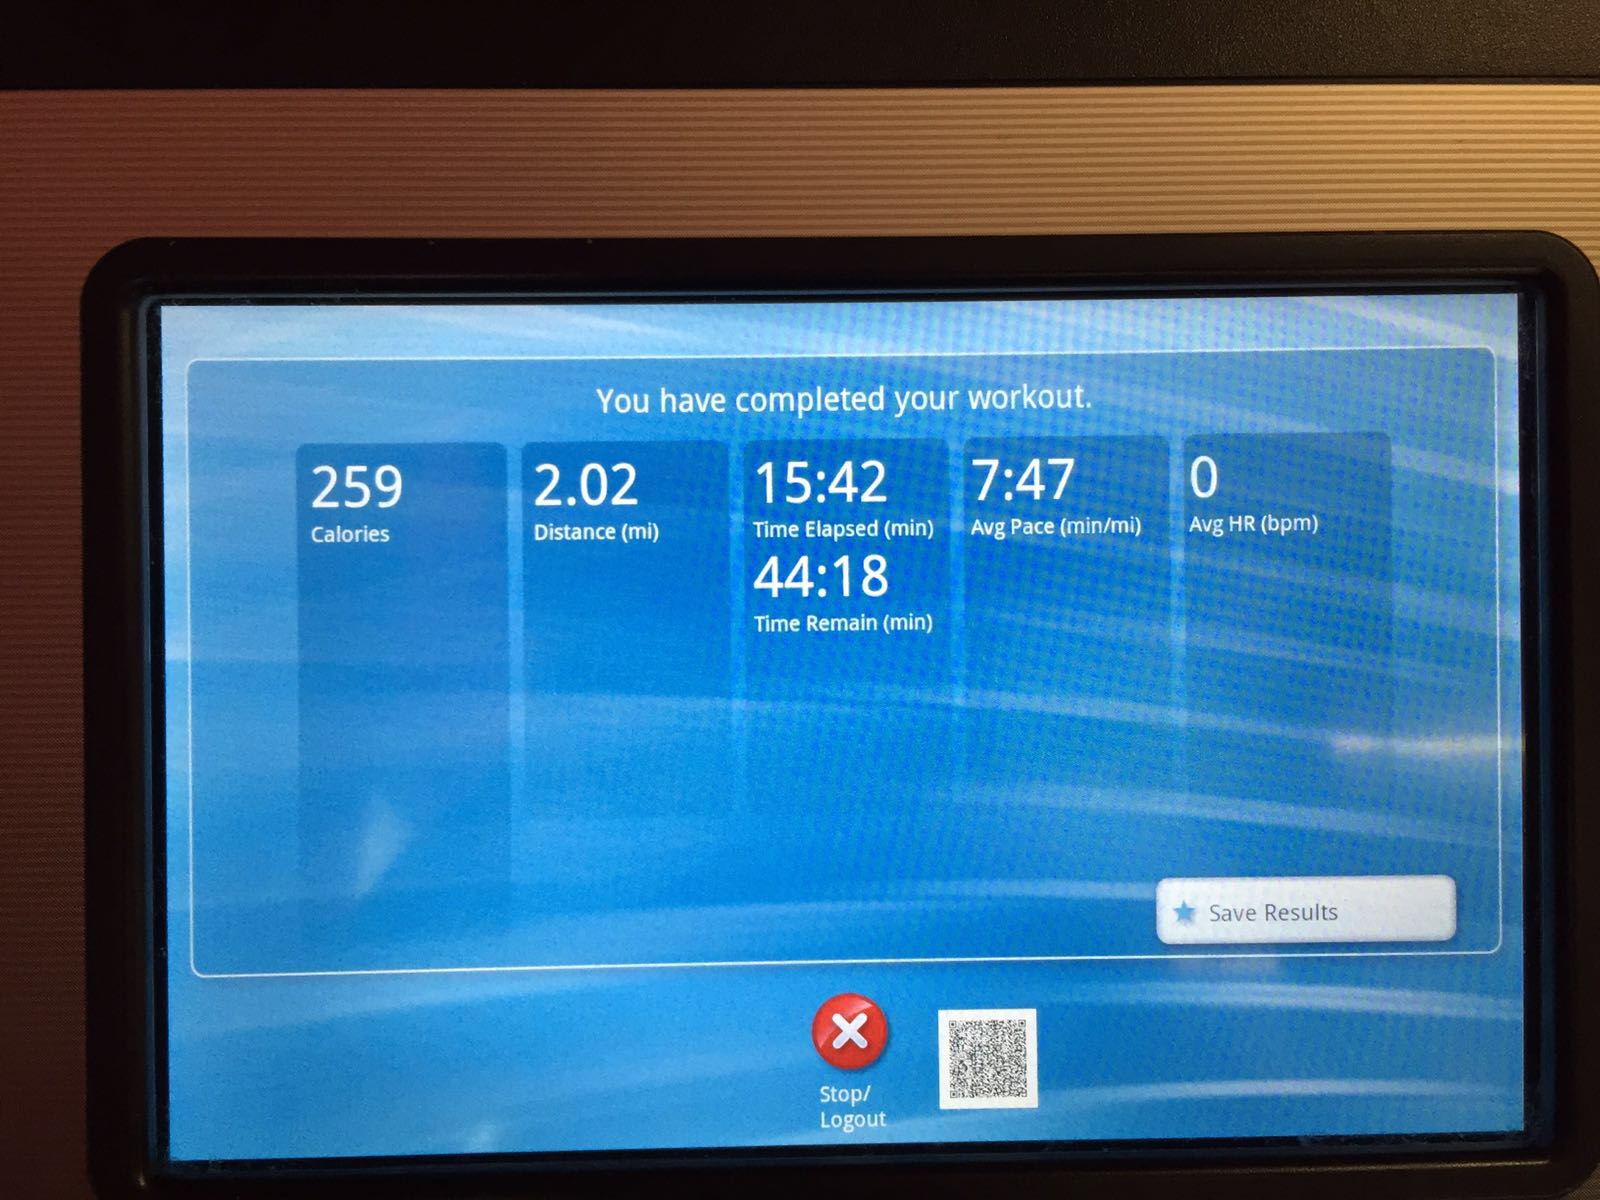 You have completed your workout.
259
Calories
2.02
Distance (mi)
15:42
Time Elapsed (min)
44:18
Time Remain (min)
7:47
Avg Pace (min/mi)
0
Avg HR (bpm)
Save Results
Stop/
Logout